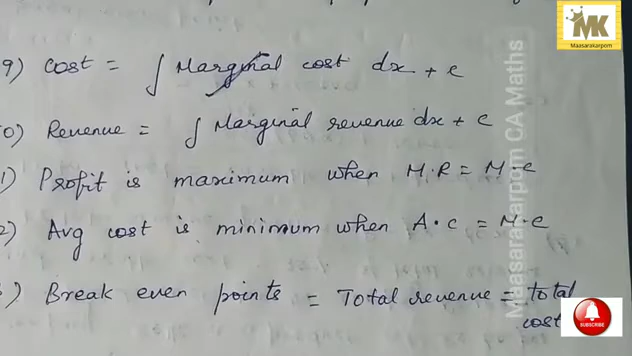 MK
Maasarakarpom
9) Cost = ∫ Marginal cost dx + c
0) Revenue = ∫ Marginal revenue dx + c
1) Profit is maximum when M.R = M.C
2) Avg cost is minimum when A.C = M.C
) Break even points = Total revenue = total cost
Maasarakarpom CA Maths
SUBSCRIBE